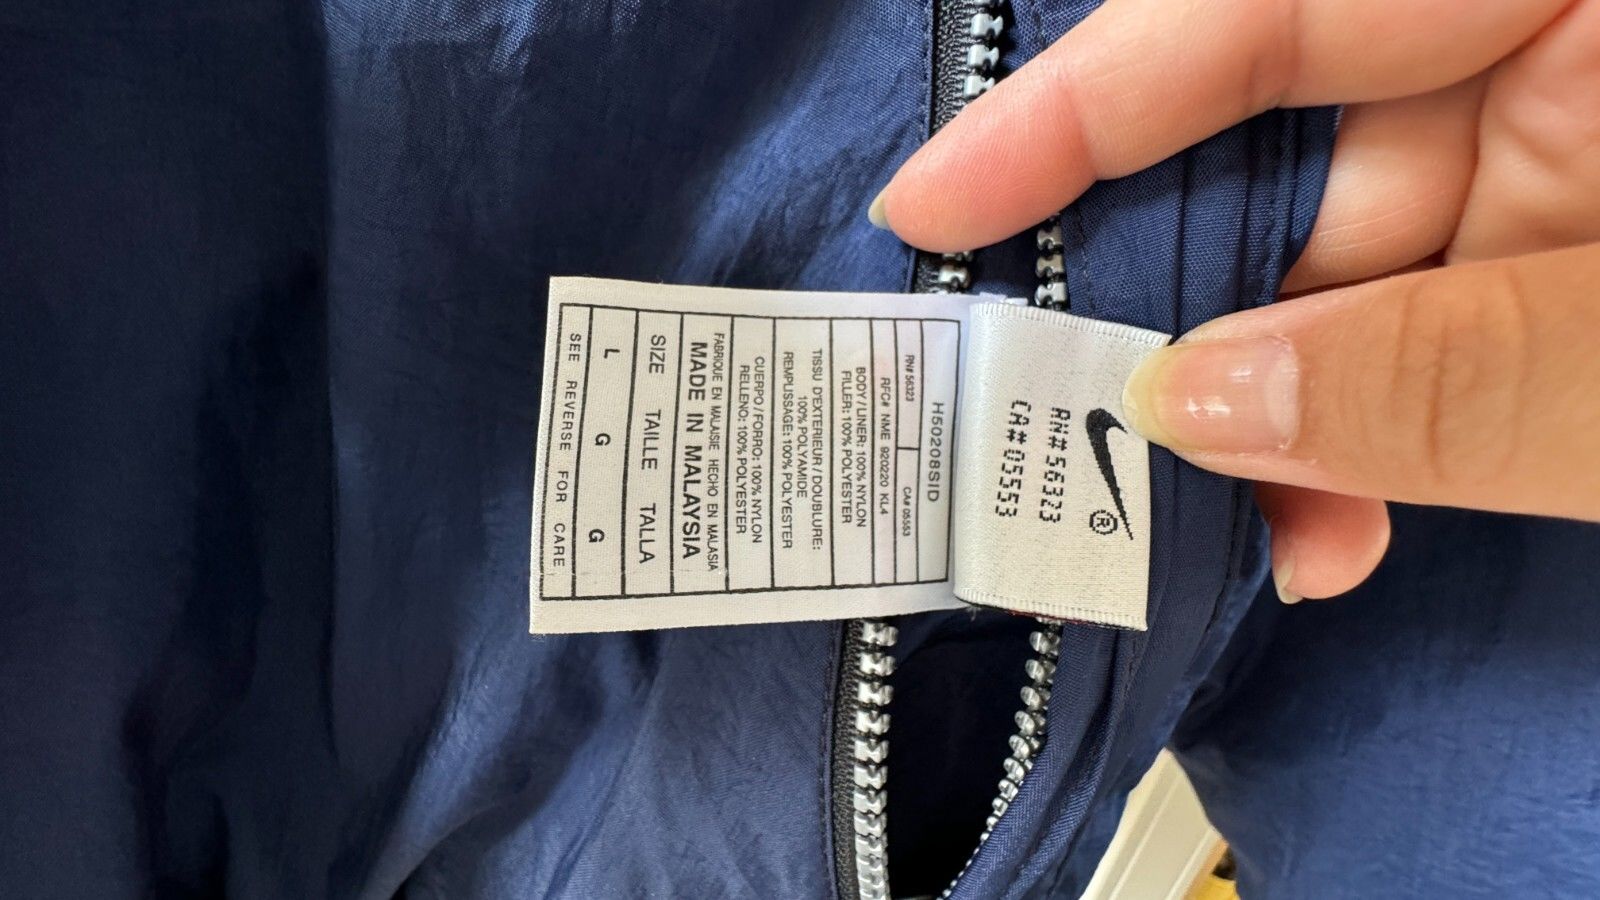 ®
RN#56323
CA#05553
H50208SID
RN# 56323 CA# 05553
RFC# NME 920220 KL4
BODY/LINER: 100% NYLON
FILLER: 100% POLYESTER
TISSU D'EXTERIEUR/DOUBLURE:
100% POLYAMIDE
REMPLISSAGE: 100% POLYESTER
CUERPO/FORRO: 100% NYLON
RELLENO: 100% POLYESTER
FABRIQUE EN MALAISIE HECHO EN MALASIA
MADE IN MALAYSIA
SIZE TAILLE TALLA
L G G
SEE REVERSE FOR CARE